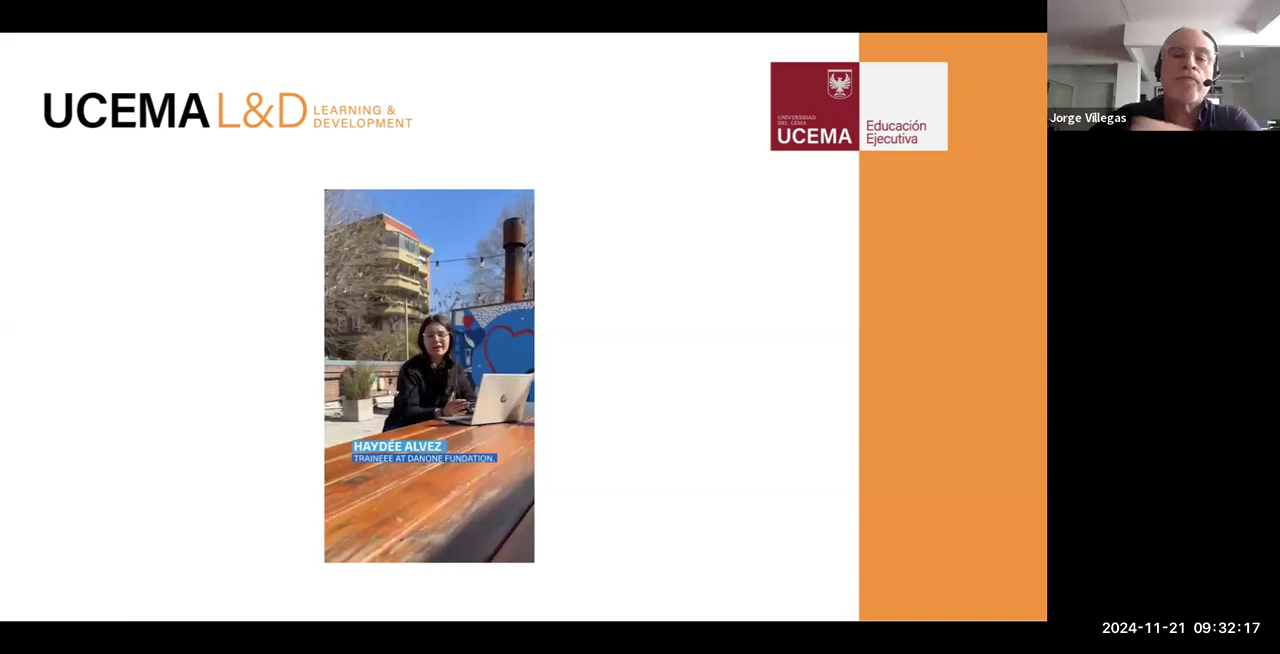 UCEMA L&D LEARNING &
DEVELOPMENT
UNIVERSIDAD
DEL CEMA
UCEMA
Educación
Ejecutiva
Jorge Villegas
HAYDÉE ALVEZ
TRAINEEE AT DANONE FUNDATION.
2024-11-21 09:32:17